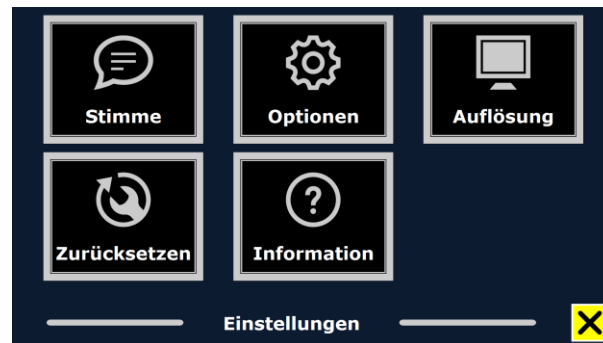 Stimme
Optionen
Auflösung
Zurücksetzen
Information
Einstellungen